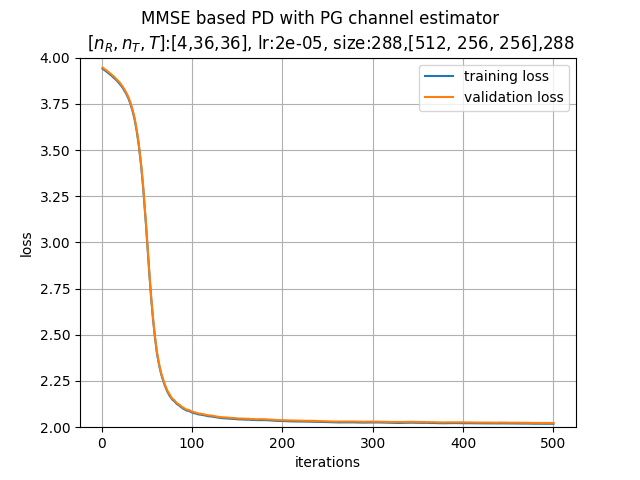 MMSE based PD with PG channel estimator
[n_R, n_T, T]:[4,36,36], lr:2e-05, size:288,[512, 256, 256],288
training loss
validation loss
4.00
3.75
3.50
3.25
3.00
2.75
2.50
2.25
2.00
loss
0
100
200
300
400
500
iterations